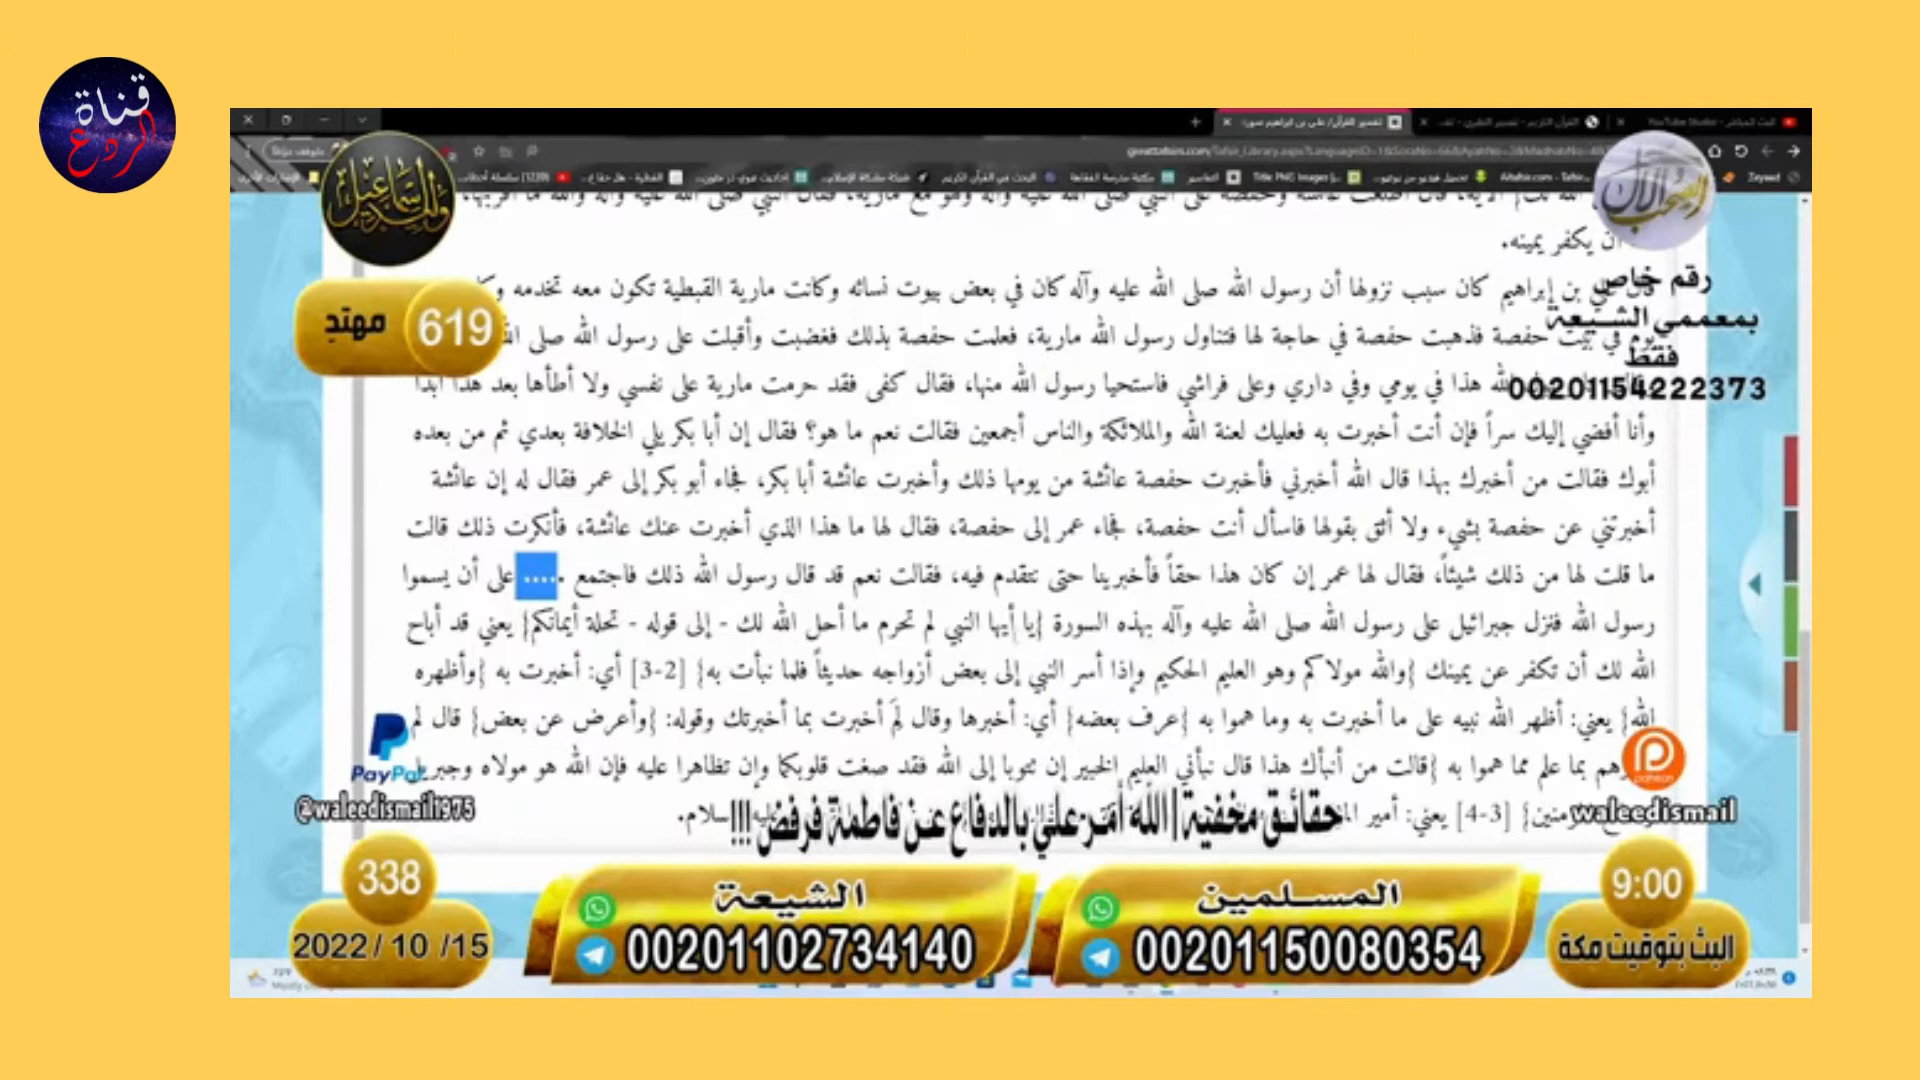 قناة
الردع
وليد إسماعيل
619
مهتدٍ
رقم خاص
بمعممي الشيعة
فقط
00201154222373
أن يكفر يمينه.
قال علي بن إبراهيم كان سبب نزولها أن رسول الله صلى الله عليه وآله كان في بعض بيوت نسائه وكانت مارية القبطية تكون معه تخدمه
يوم في بيت حفصة فذهبت حفصة في حاجة لها فتناول رسول الله مارية، فعلمت حفصة بذلك فغضبت وأقبلت على رسول الله صلى
الله هذا في يومي وفي داري وعلى فراشي فاستحيا رسول الله منها، فقال كفى فقد حرمت مارية على نفسي ولا أطأها بعد هذا أبداً
وأنا أفضي إليك سراً فإن أنت أخبرت به فعليك لعنة الله والملائكة والناس أجمعين فقالت نعم ما هو؟ فقال إن أبا بكر يلي الخلافة بعدي ثم من بعده
أبوك فقالت من أخبرك بهذا قال الله أخبرني فأخبرت حفصة عائشة من يومها ذلك وأخبرت عائشة أبا بكر، فجاء أبو بكر إلى عمر فقال له إن عائشة
أخبرتني عن حفصة بشيء ولا أثق بقولها فاسأل أنت حفصة، فجاء عمر إلى حفصة، فقال لها ما هذا الذي أخبرت عنك عائشة، فأنكرت ذلك قالت
ما قلت لها من ذلك شيئاً، فقال لها عمر إن كان هذا حقاً فأخبرينا حتى نتقدم فيه، فقالت نعم قد قال رسول الله ذلك فاجتمع ..... على أن يسموا
رسول الله فنزل جبرائيل على رسول الله صلى الله عليه وآله بهذه السورة {يا أيها النبي لم تحرم ما أحل الله لك - إلى قوله - تحلة أيمانكم} يعني قد أباح
الله لك أن تكفر عن يمينك {والله مولاكم وهو العليم الحكيم وإذا أسر النبي إلى بعض أزواجه حديثاً فلما نبأت به} [2-3] أي: أخبرت به {وأظهره
الله} يعني: أظهر الله نبيه على ما أخبرت به وما هموا به {عرف بعضه} أي: أخبرها وقال لِمَ أخبرت بما أخبرتك وقوله: {وأعرض عن بعض} قال لم
يخبرهم بما علم مما هموا به {قالت من أنبأك هذا قال نبأني العليم الخبير إن تتوبا إلى الله فقد صغت قلوبكما وإن تظاهرا عليه فإن الله هو مولاه وجبريل
[3-4] يعني: أمير
PayPal
@waleedismail1975
waleedismail
حقائق مخفية | الله أمر علي بالدفاع عن فاطمة فرفض !!!
338
2022/ 10 /15
الشيعة
00201102734140
المسلمين
00201150080354
9:00
البث بتوقيت مكة